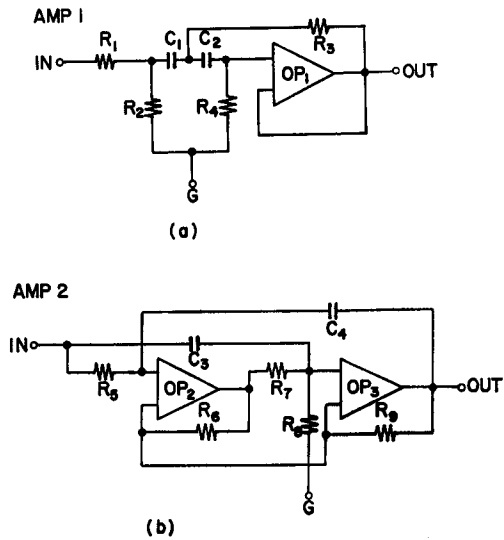 AMP 1
R1
C1
C2
R3
IN
OP1
OUT
R2
R4
G
(a)
AMP 2
C4
IN
C3
R5
OP2
R7
OP3
OUT
R6
R8
R9
G
(b)